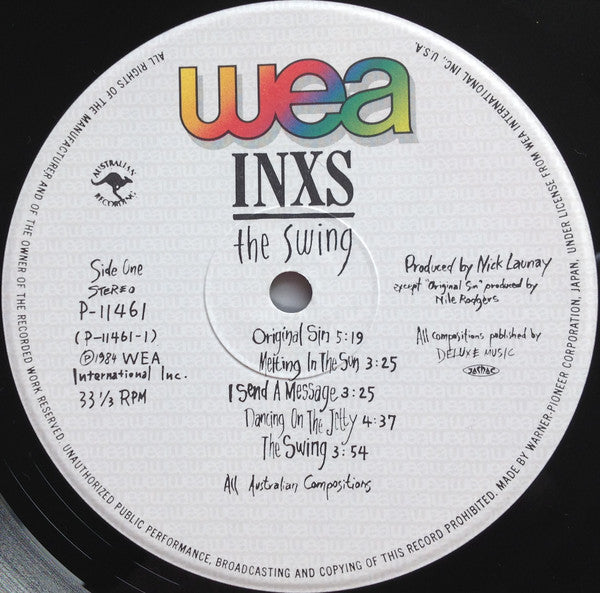 wea
INXS
the Swing
AUSTRALIAN
RECORDING
Side One
STEREO
P-11461
(P-11461-1)
℗1984 WEA
International Inc.
33 1/3 RPM
Produced by Nick Launay
except "Original Sin" produced by
Nile Rodgers
All compositions published by
DELUXE MUSIC
Original Sin 5:19
Melting In The Sun 3:25
I Send A Message 3:25
Dancing On The Jetty 4:37
The Swing 3:54
All Australian Compositions
ALL RIGHTS OF THE MANUFACTURER AND OF THE OWNER OF THE RECORDED WORK RESERVED. UNAUTHORIZED PUBLIC PERFORMANCE, BROADCASTING AND COPYING OF THIS RECORD PROHIBITED. MADE BY WARNER-PIONEER CORPORATION, JAPAN, UNDER LICENSE FROM WEA INTERNATIONAL INC., U.S.A.